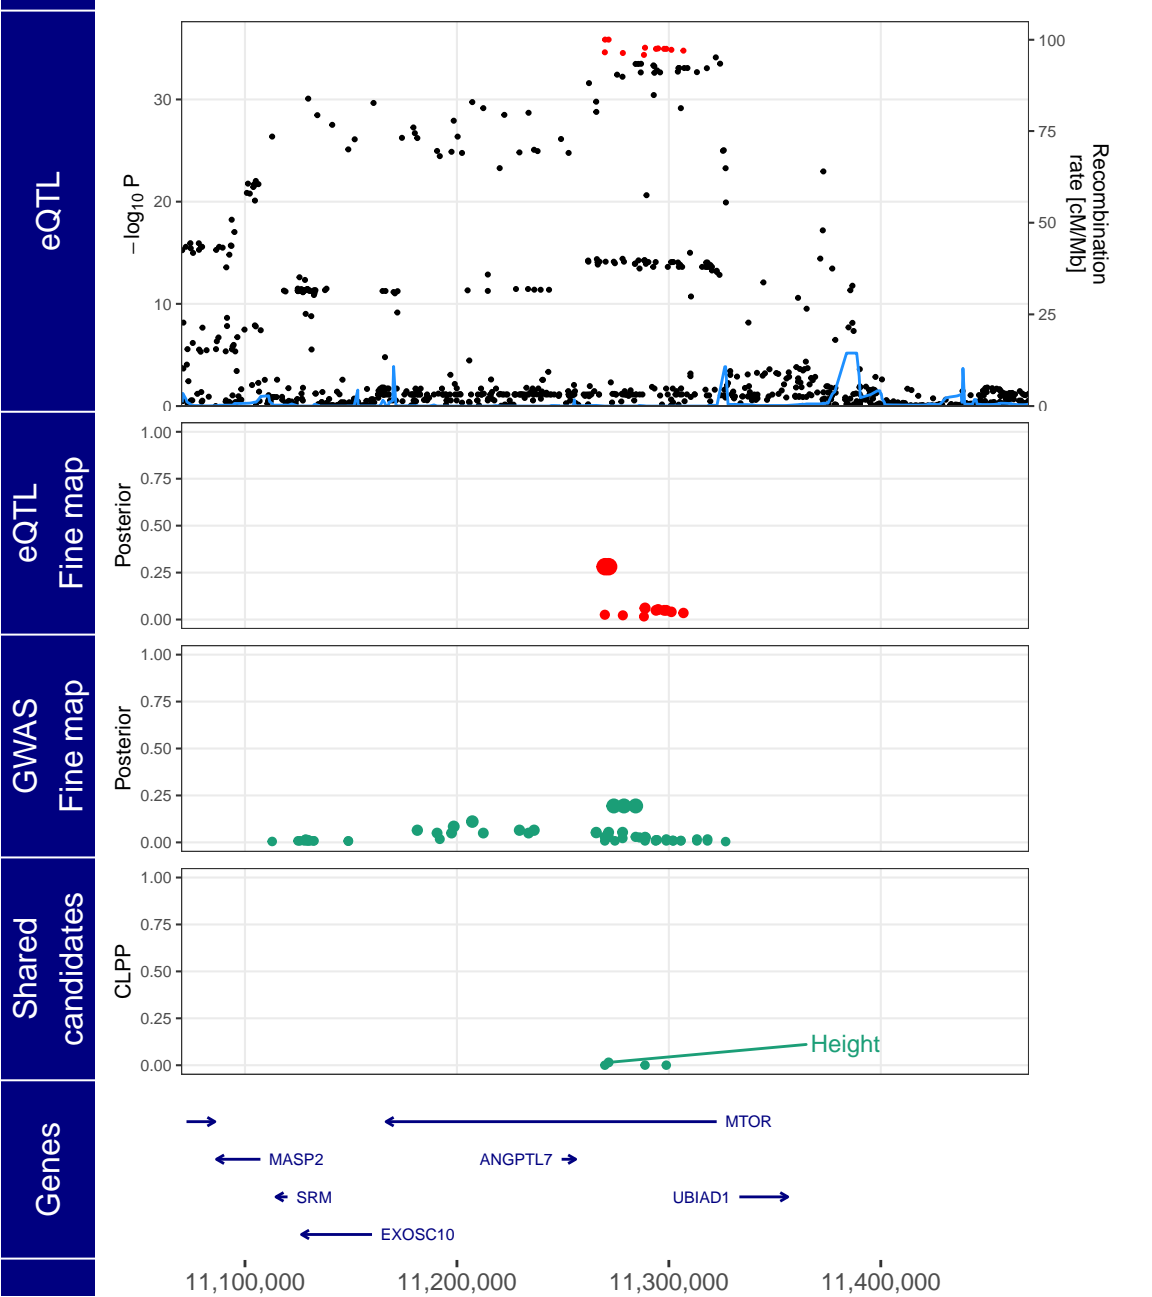 eQTL
−log10 P
30
20
10
0
100
75
50
25
0
Recombination
rate [cM/Mb]
eQTL
Fine map
Posterior
1.00
0.75
0.50
0.25
0.00
GWAS
Fine map
Posterior
1.00
0.75
0.50
0.25
0.00
Shared
candidates
CLPP
1.00
0.75
0.50
0.25
0.00
Height
Genes
MTOR
MASP2
ANGPTL7
SRM
UBIAD1
EXOSC10
11,100,000
11,200,000
11,300,000
11,400,000